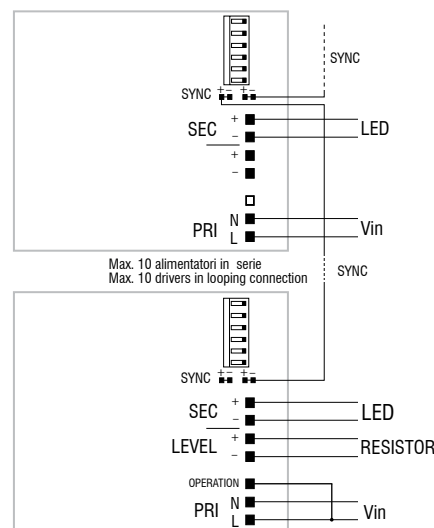 SYNC
+ − + −
SYNC
SEC
+
−
LED
+
−
PRI
N
L
Vin
Max. 10 alimentatori in serie
Max. 10 drivers in looping connection
SYNC
+ − + −
SYNC
SEC
+
−
LED
LEVEL
+
−
RESISTOR
OPERATION
PRI
N
L
Vin